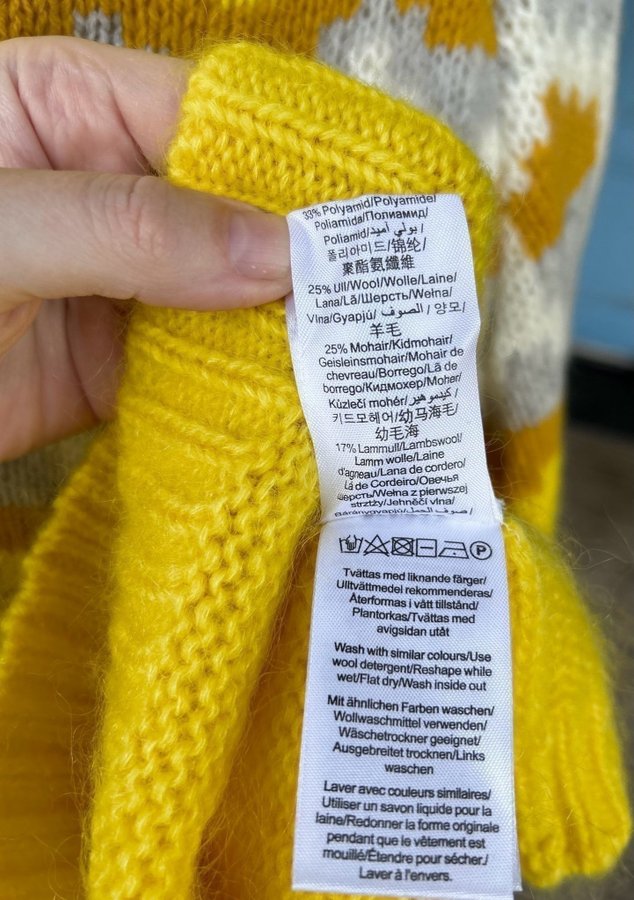 33% Polyamid/Polyamide/
Poliamida/Полиамид/
Poliamid/بولي أميد/
폴리아미드/锦纶/
聚酯氨纖維
25% Ull/Wool/Wolle/Laine/
Lana/Lã/Шерсть/Wełna/
Vlna/Gyapjú/الصوف/양모/
羊毛
25% Mohair/Kidmohair/
Geisleinsmohair/Mohair de
chevreau/Borrego/Lã de
borrego/Кидмохер/Moher/
Kůzlečí mohér/كيدموهير/
키드모헤어/幼马海毛/
幼毛海
17% Lammull/Lambswool/
Lamm wolle/Laine
d'agneau/Lana de cordero/
Lã de Cordeiro/Овечья
шерсть/Wełna z pierwszej
strztży/Jehněčí vlna/
Báránygyapjú/صوف الحمل/
P
Tvättas med liknande färger/
Ulltvättmedel rekommenderas/
Återformas i vått tillstånd/
Plantorkas/Tvättas med
avigsidan utåt
Wash with similar colours/Use
wool detergent/Reshape while
wet/Flat dry/Wash inside out
Mit ähnlichen Farben waschen/
Wollwaschmittel verwenden/
Wäschetrockner geeignet/
Ausgebreitet trocknen/Links
waschen
Laver avec couleurs similaires/
Utiliser un savon liquide pour la
laine/Redonner la forme originale
pendant que le vêtement est
mouillé/Étendre pour sécher./
Laver à l'envers.